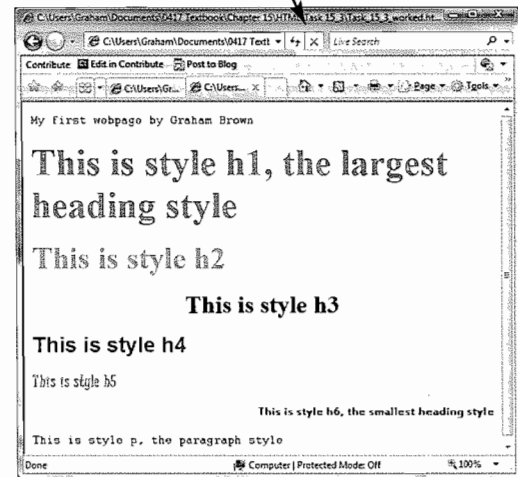 C:\Users\Graham\Documents\0417 Textbook\Chapter 15\HTML\Task 15_3\Task_15_3_worked.ht...
C:\Users\Graham\Documents\0417 Textl Live Search
Contribute Edit in Contribute Post to Blog
C:\Users\Gr... C:\Users... Page Tools
My first webpage by Graham Brown
This is style h1, the largest
heading style
This is style h2
This is style h3
This is style h4
This is style h5
This is style h6, the smallest heading style
This is style p, the paragraph style
Done Computer | Protected Mode: Off 100%